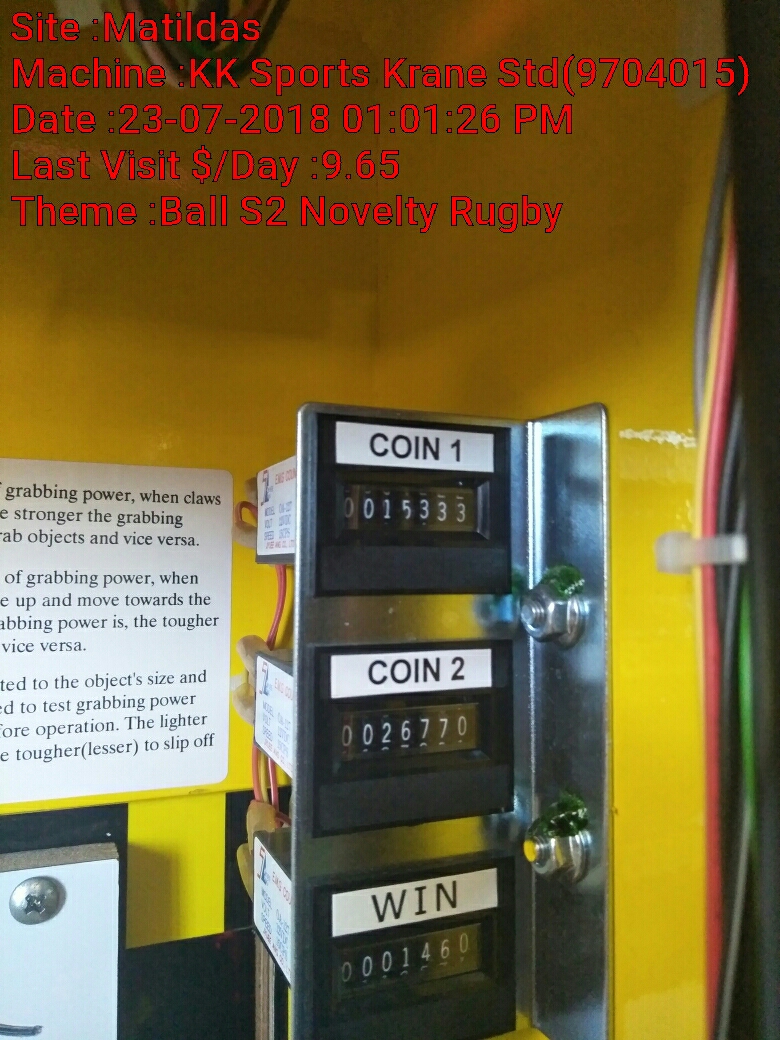 Site :Matildas
Machine :KK Sports Krane Std(9704015)
Date :23-07-2018 01:01:26 PM
Last Visit $/Day :9.65
Theme :Ball S2 Novelty Rugby
COIN 1
0015333
COIN 2
0026770
WIN
0001460
f grabbing power, when claws
e stronger the grabbing
rab objects and vice versa.
of grabbing power, when
e up and move towards the
abbing power is, the tougher
vice versa.
ted to the object's size and
ed to test grabbing power
fore operation. The lighter
e tougher(lesser) to slip off